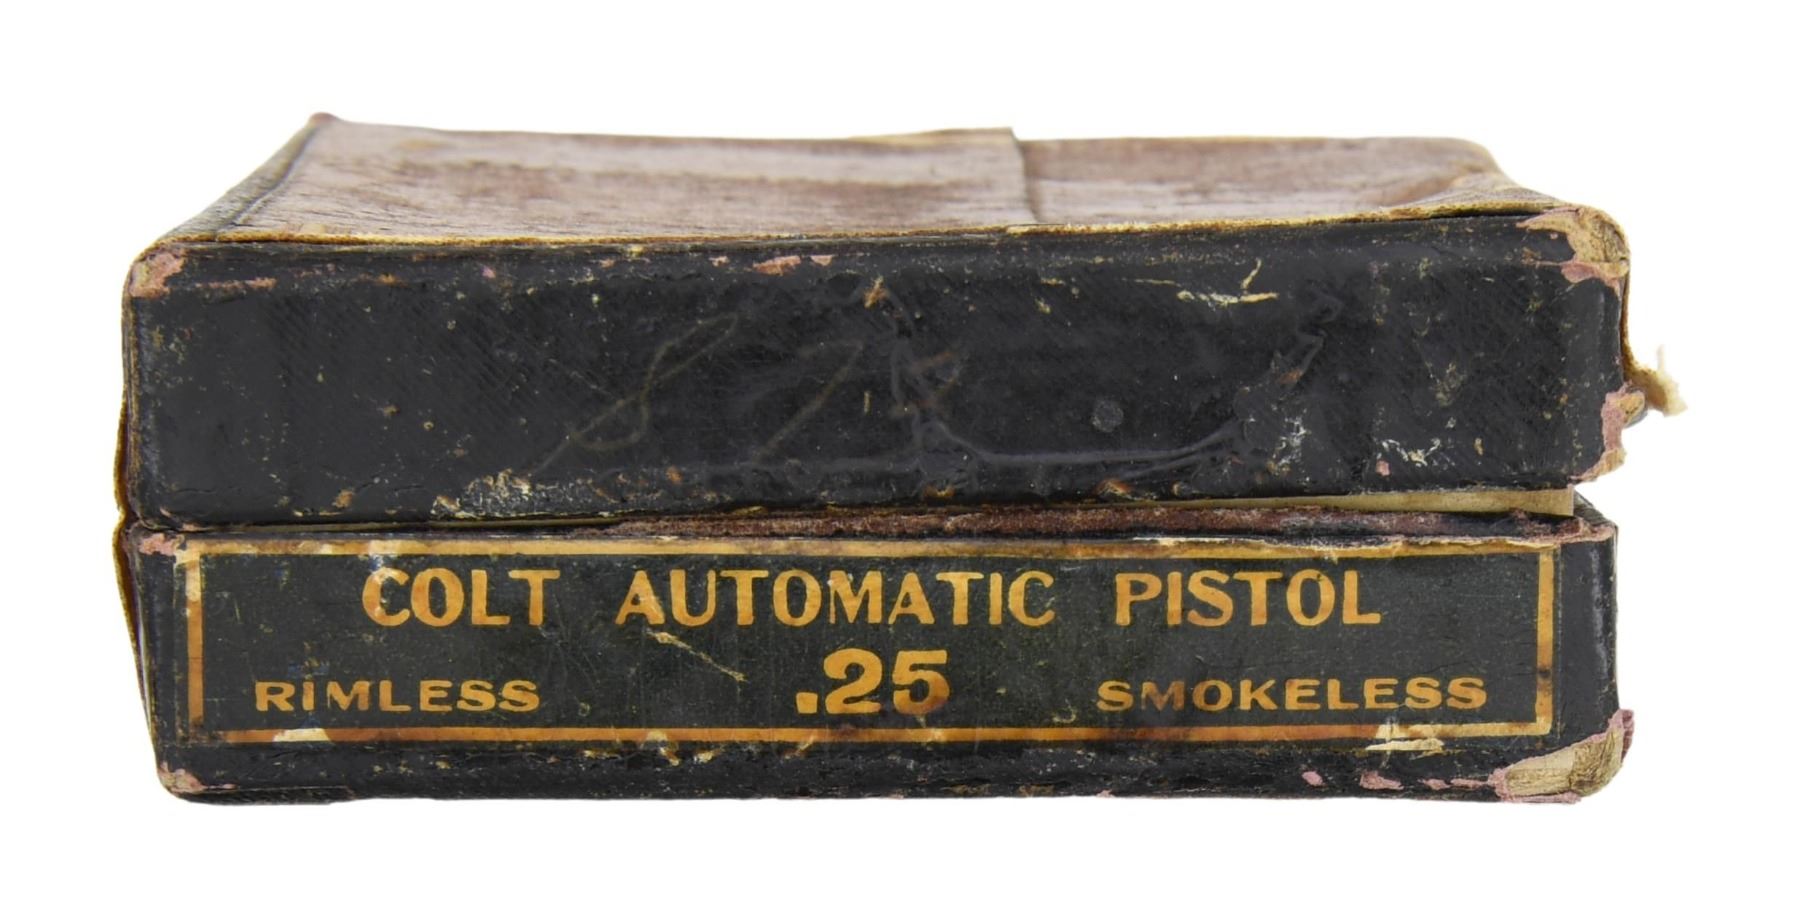 COLT AUTOMATIC PISTOL
RIMLESS .25 SMOKELESS